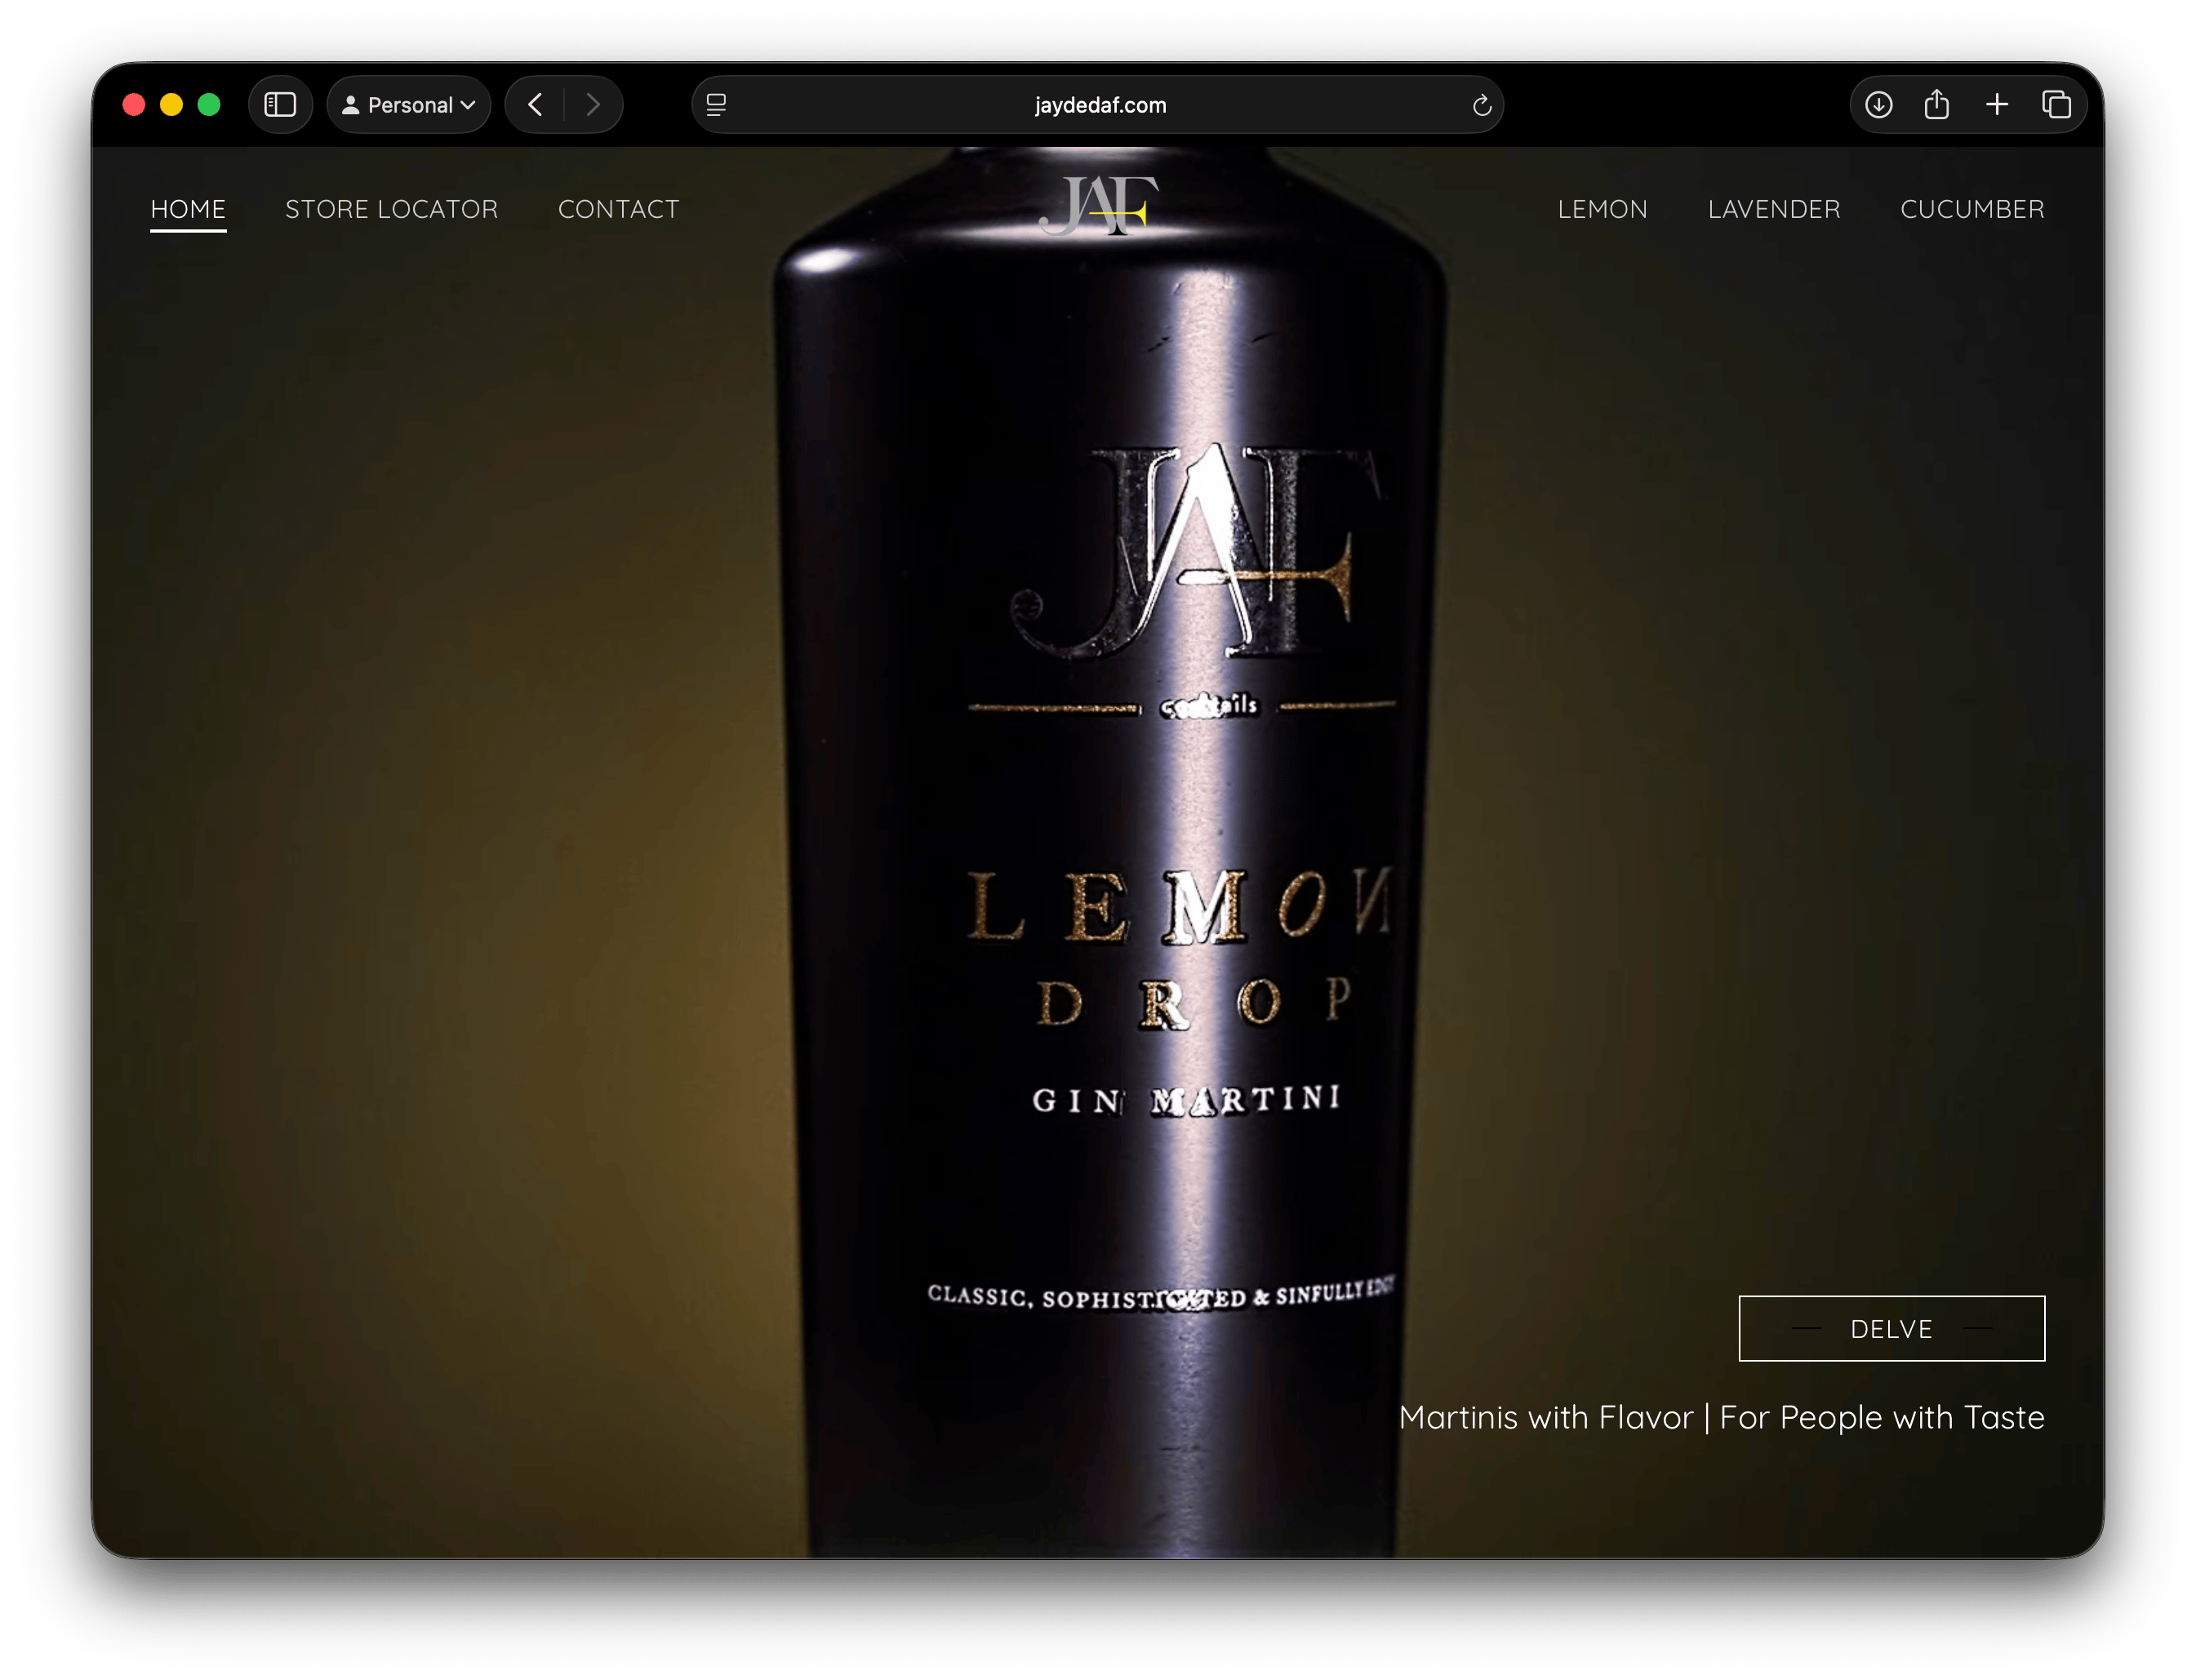 Personal
jaydedaf.com
HOME STORE LOCATOR CONTACT JAF LEMON LAVENDER CUCUMBER
JAF
cocktails
LEMON
DROP
GIN MARTINI
CLASSIC, SOPHISTICATED & SINFULLY EDGY
DELVE
Martinis with Flavor | For People with Taste